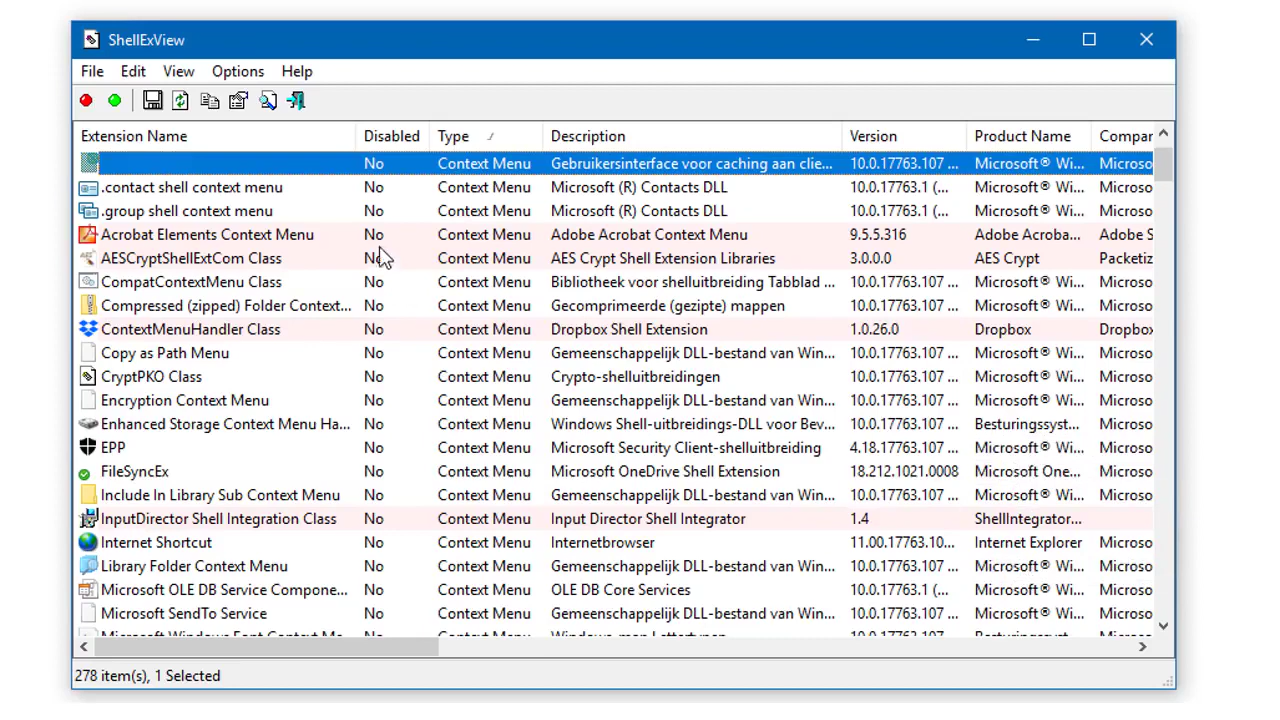 ShellExView
File Edit View Options Help
Extension Name Disabled Type Description Version Product Name Compar
No Context Menu Gebruikersinterface voor caching aan clie... 10.0.17763.107 Microsoft® Wi... Microso
.contact shell context menu No Context Menu Microsoft (R) Contacts DLL 10.0.17763.1 (... Microsoft® Wi... Microso
.group shell context menu No Context Menu Microsoft (R) Contacts DLL 10.0.17763.1 (... Microsoft® Wi... Microso
Acrobat Elements Context Menu No Context Menu Adobe Acrobat Context Menu 9.5.5.316 Adobe Acroba... Adobe S
AESCryptShellExtCom Class No Context Menu AES Crypt Shell Extension Libraries 3.0.0.0 AES Crypt Packetiz
CompatContextMenu Class No Context Menu Bibliotheek voor shelluitbreiding Tabblad ... 10.0.17763.107 ... Microsoft® Wi... Microso
Compressed (zipped) Folder Context... No Context Menu Gecomprimeerde (gezipte) mappen 10.0.17763.107 ... Microsoft® Wi... Microso
ContextMenuHandler Class No Context Menu Dropbox Shell Extension 1.0.26.0 Dropbox Dropbox
Copy as Path Menu No Context Menu Gemeenschappelijk DLL-bestand van Win... 10.0.17763.107 ... Microsoft® Wi... Microso
CryptPKO Class No Context Menu Crypto-shelluitbreidingen 10.0.17763.107 ... Microsoft® Wi... Microso
Encryption Context Menu No Context Menu Gemeenschappelijk DLL-bestand van Win... 10.0.17763.107 ... Microsoft® Wi... Microso
Enhanced Storage Context Menu Ha... No Context Menu Windows Shell-uitbreidings-DLL voor Bev... 10.0.17763.107 ... Besturingssyst... Microso
EPP No Context Menu Microsoft Security Client-shelluitbreiding 4.18.17763.107 ... Microsoft® Wi... Microso
FileSyncEx No Context Menu Microsoft OneDrive Shell Extension 18.212.1021.0008 Microsoft One... Microso
Include In Library Sub Context Menu No Context Menu Gemeenschappelijk DLL-bestand van Win... 10.0.17763.107 ... Microsoft® Wi... Microso
InputDirector Shell Integration Class No Context Menu Input Director Shell Integrator 1.4 ShellIntegrator...
Internet Shortcut No Context Menu Internetbrowser 11.00.17763.10... Internet Explorer Microso
Library Folder Context Menu No Context Menu Gemeenschappelijk DLL-bestand van Win... 10.0.17763.107 ... Microsoft® Wi... Microso
Microsoft OLE DB Service Compone... No Context Menu OLE DB Core Services 10.0.17763.1 (... Microsoft® Wi... Microso
Microsoft SendTo Service No Context Menu Gemeenschappelijk DLL-bestand van Win... 10.0.17763.107 ... Microsoft® Wi... Microso
278 item(s), 1 Selected